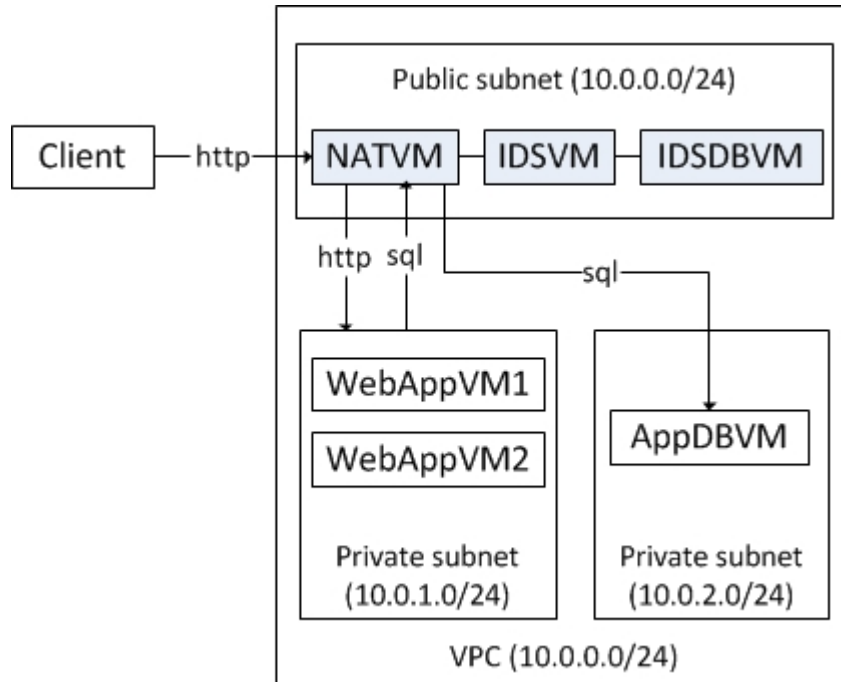 Public subnet (10.0.0.0/24)
Client
http
NATVM
IDSVM
IDSDBVM
http
sql
sql
WebAppVM1
WebAppVM2
AppDBVM
Private subnet
(10.0.1.0/24)
Private subnet
(10.0.2.0/24)
VPC (10.0.0.0/24)